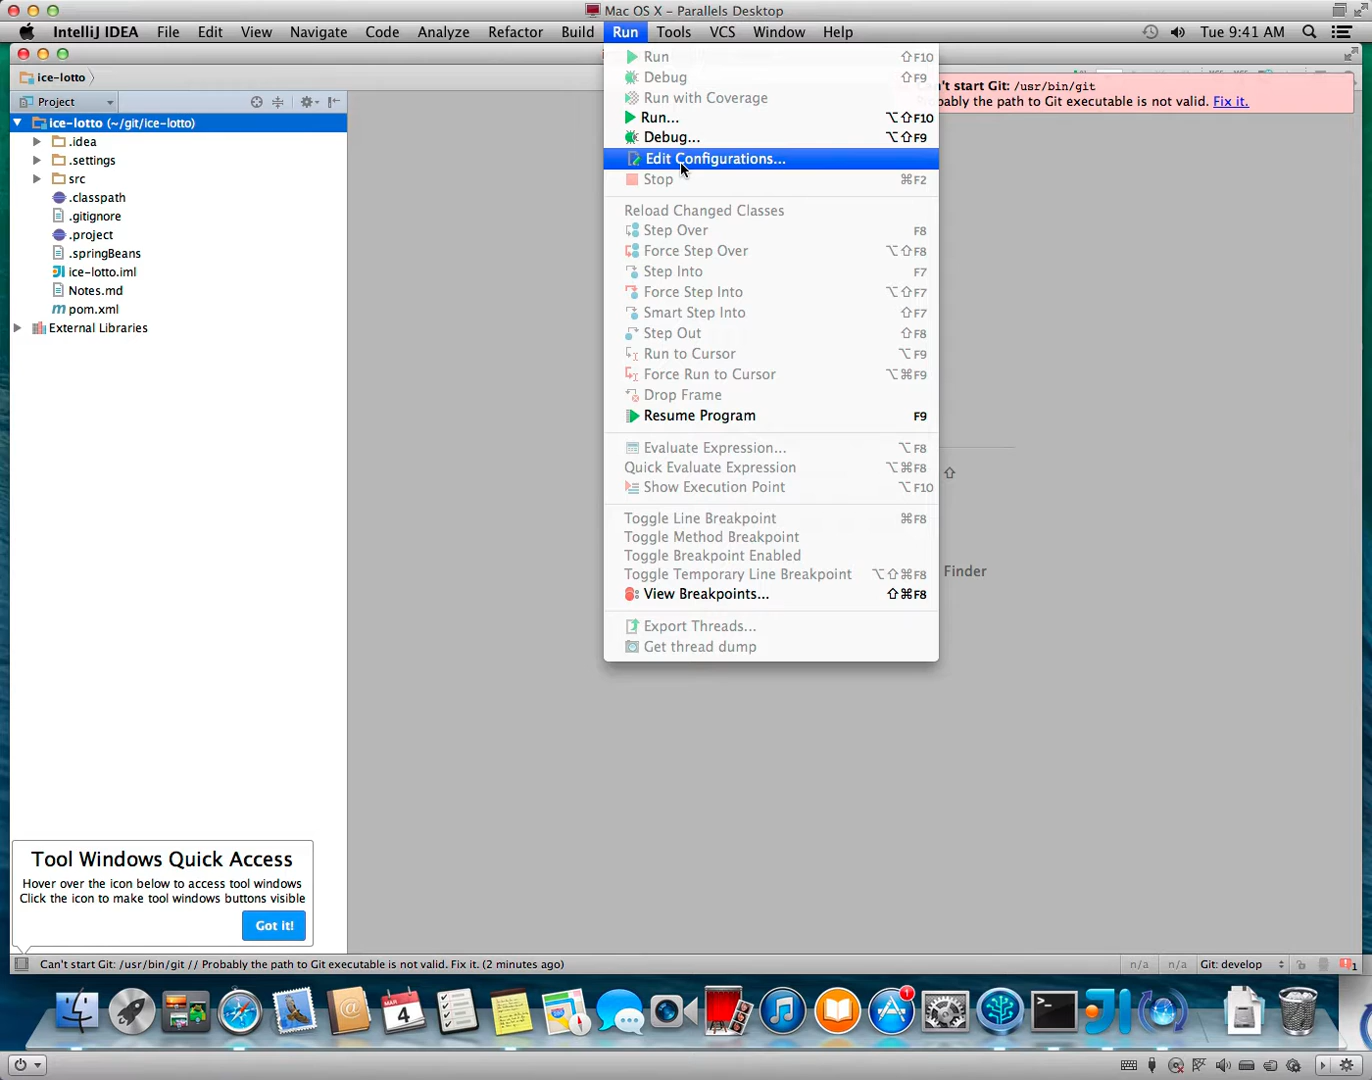 Mac OS X – Parallels Desktop
IntelliJ IDEA File Edit View Navigate Code Analyze Refactor Build Run Tools VCS Window Help Tue 9:41 AM
ice-lotto
Project
ice-lotto (~/git/ice-lotto)
.idea
.settings
src
.classpath
.gitignore
.project
.springBeans
ice-lotto.iml
Notes.md
pom.xml
External Libraries
Run ⇧F10
Debug ⇧F9
Run with Coverage
Run... ⌥⇧F10
Debug... ⌥⇧F9
Edit Configurations...
Stop ⌘F2
Reload Changed Classes
Step Over F8
Force Step Over ⌥⇧F8
Step Into F7
Force Step Into ⌥⇧F7
Smart Step Into ⇧F7
Step Out ⇧F8
Run to Cursor ⌥F9
Force Run to Cursor ⌥⌘F9
Drop Frame
Resume Program F9
Evaluate Expression... ⌥F8
Quick Evaluate Expression ⌥⌘F8
Show Execution Point ⌥F10
Toggle Line Breakpoint ⌘F8
Toggle Method Breakpoint
Toggle Breakpoint Enabled
Toggle Temporary Line Breakpoint ⌥⇧⌘F8
View Breakpoints... ⇧⌘F8
Export Threads...
Get thread dump
start Git: /usr/bin/git
the path to Git executable is not valid. Fix it.
⇧
Finder
Tool Windows Quick Access
Hover over the icon below to access tool windows
Click the icon to make tool windows buttons visible
Got it!
Can't start Git: /usr/bin/git // Probably the path to Git executable is not valid. Fix it. (2 minutes ago)
n/a n/a Git: develop 1
MAR
4
1